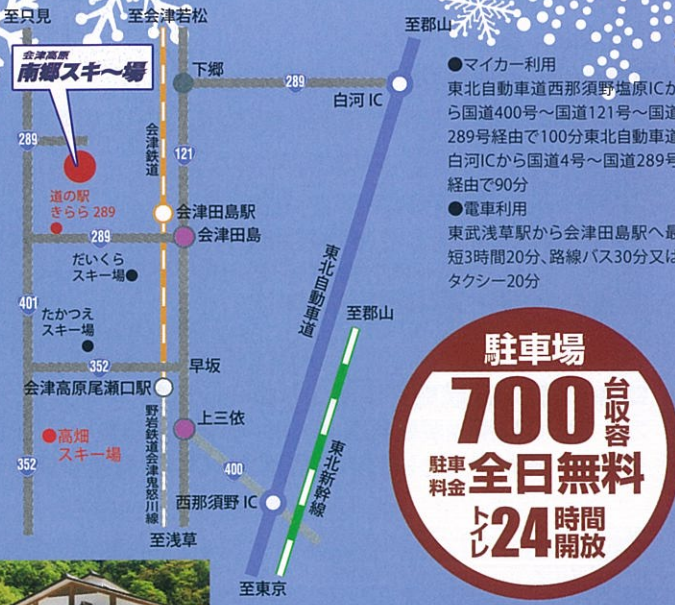 至只見
至会津若松
至郡山
会津高原
南郷スキ〜場
下郷
289
白河 IC
289
会津鉄道
121
道の駅
きらら 289
会津田島駅
289
会津田島
だいくら
スキー場
401
たかつえ
スキー場
東北自動車道
至郡山
352
早坂
会津高原尾瀬口駅
高畑
スキー場
上三依
野岩鉄道会津鬼怒川線
352
400
東北新幹線
西那須野 IC
至浅草
至東京
●マイカー利用
東北自動車道西那須野塩原ICか
ら国道400号〜国道121号〜国道
289号経由で100分東北自動車道
白河ICから国道4号〜国道289号
経由で90分
●電車利用
東武浅草駅から会津田島駅へ最
短3時間20分、路線バス30分又は
タクシー20分
駐車場
700台収容
駐車料金 全日無料
トイレ24時間開放